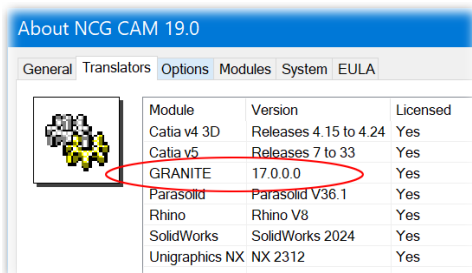 About NCG CAM 19.0
General Translators Options Modules System EULA
Module Version Licensed
Catia v4 3D Releases 4.15 to 4.24 Yes
Catia v5 Releases 7 to 33 Yes
GRANITE 17.0.0.0 Yes
Parasolid Parasolid V36.1 Yes
Rhino Rhino V8 Yes
SolidWorks SolidWorks 2024 Yes
Unigraphics NX NX 2312 Yes